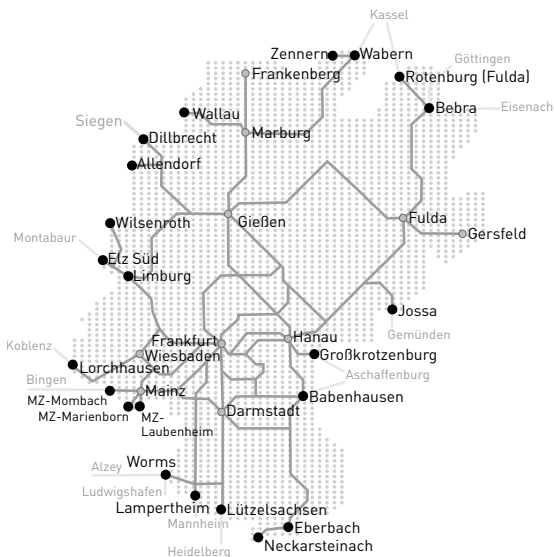 Kassel
Zennern
Wabern
Göttingen
Frankenberg
Rotenburg (Fulda)
Bebra
Eisenach
Wallau
Siegen
Marburg
Dillbrecht
Allendorf
Wilsenroth
Gießen
Fulda
Gersfeld
Montabaur
Elz Süd
Limburg
Jossa
Gemünden
Koblenz
Frankfurt
Hanau
Wiesbaden
Großkrotzenburg
Lorchhausen
Aschaffenburg
Bingen
Mainz
Babenhausen
MZ-Mombach
MZ-Marienborn
MZ-
Laubenheim
Darmstadt
Worms
Alzey
Ludwigshafen
Lampertheim
Lützelsachsen
Mannheim
Eberbach
Neckarsteinach
Heidelberg